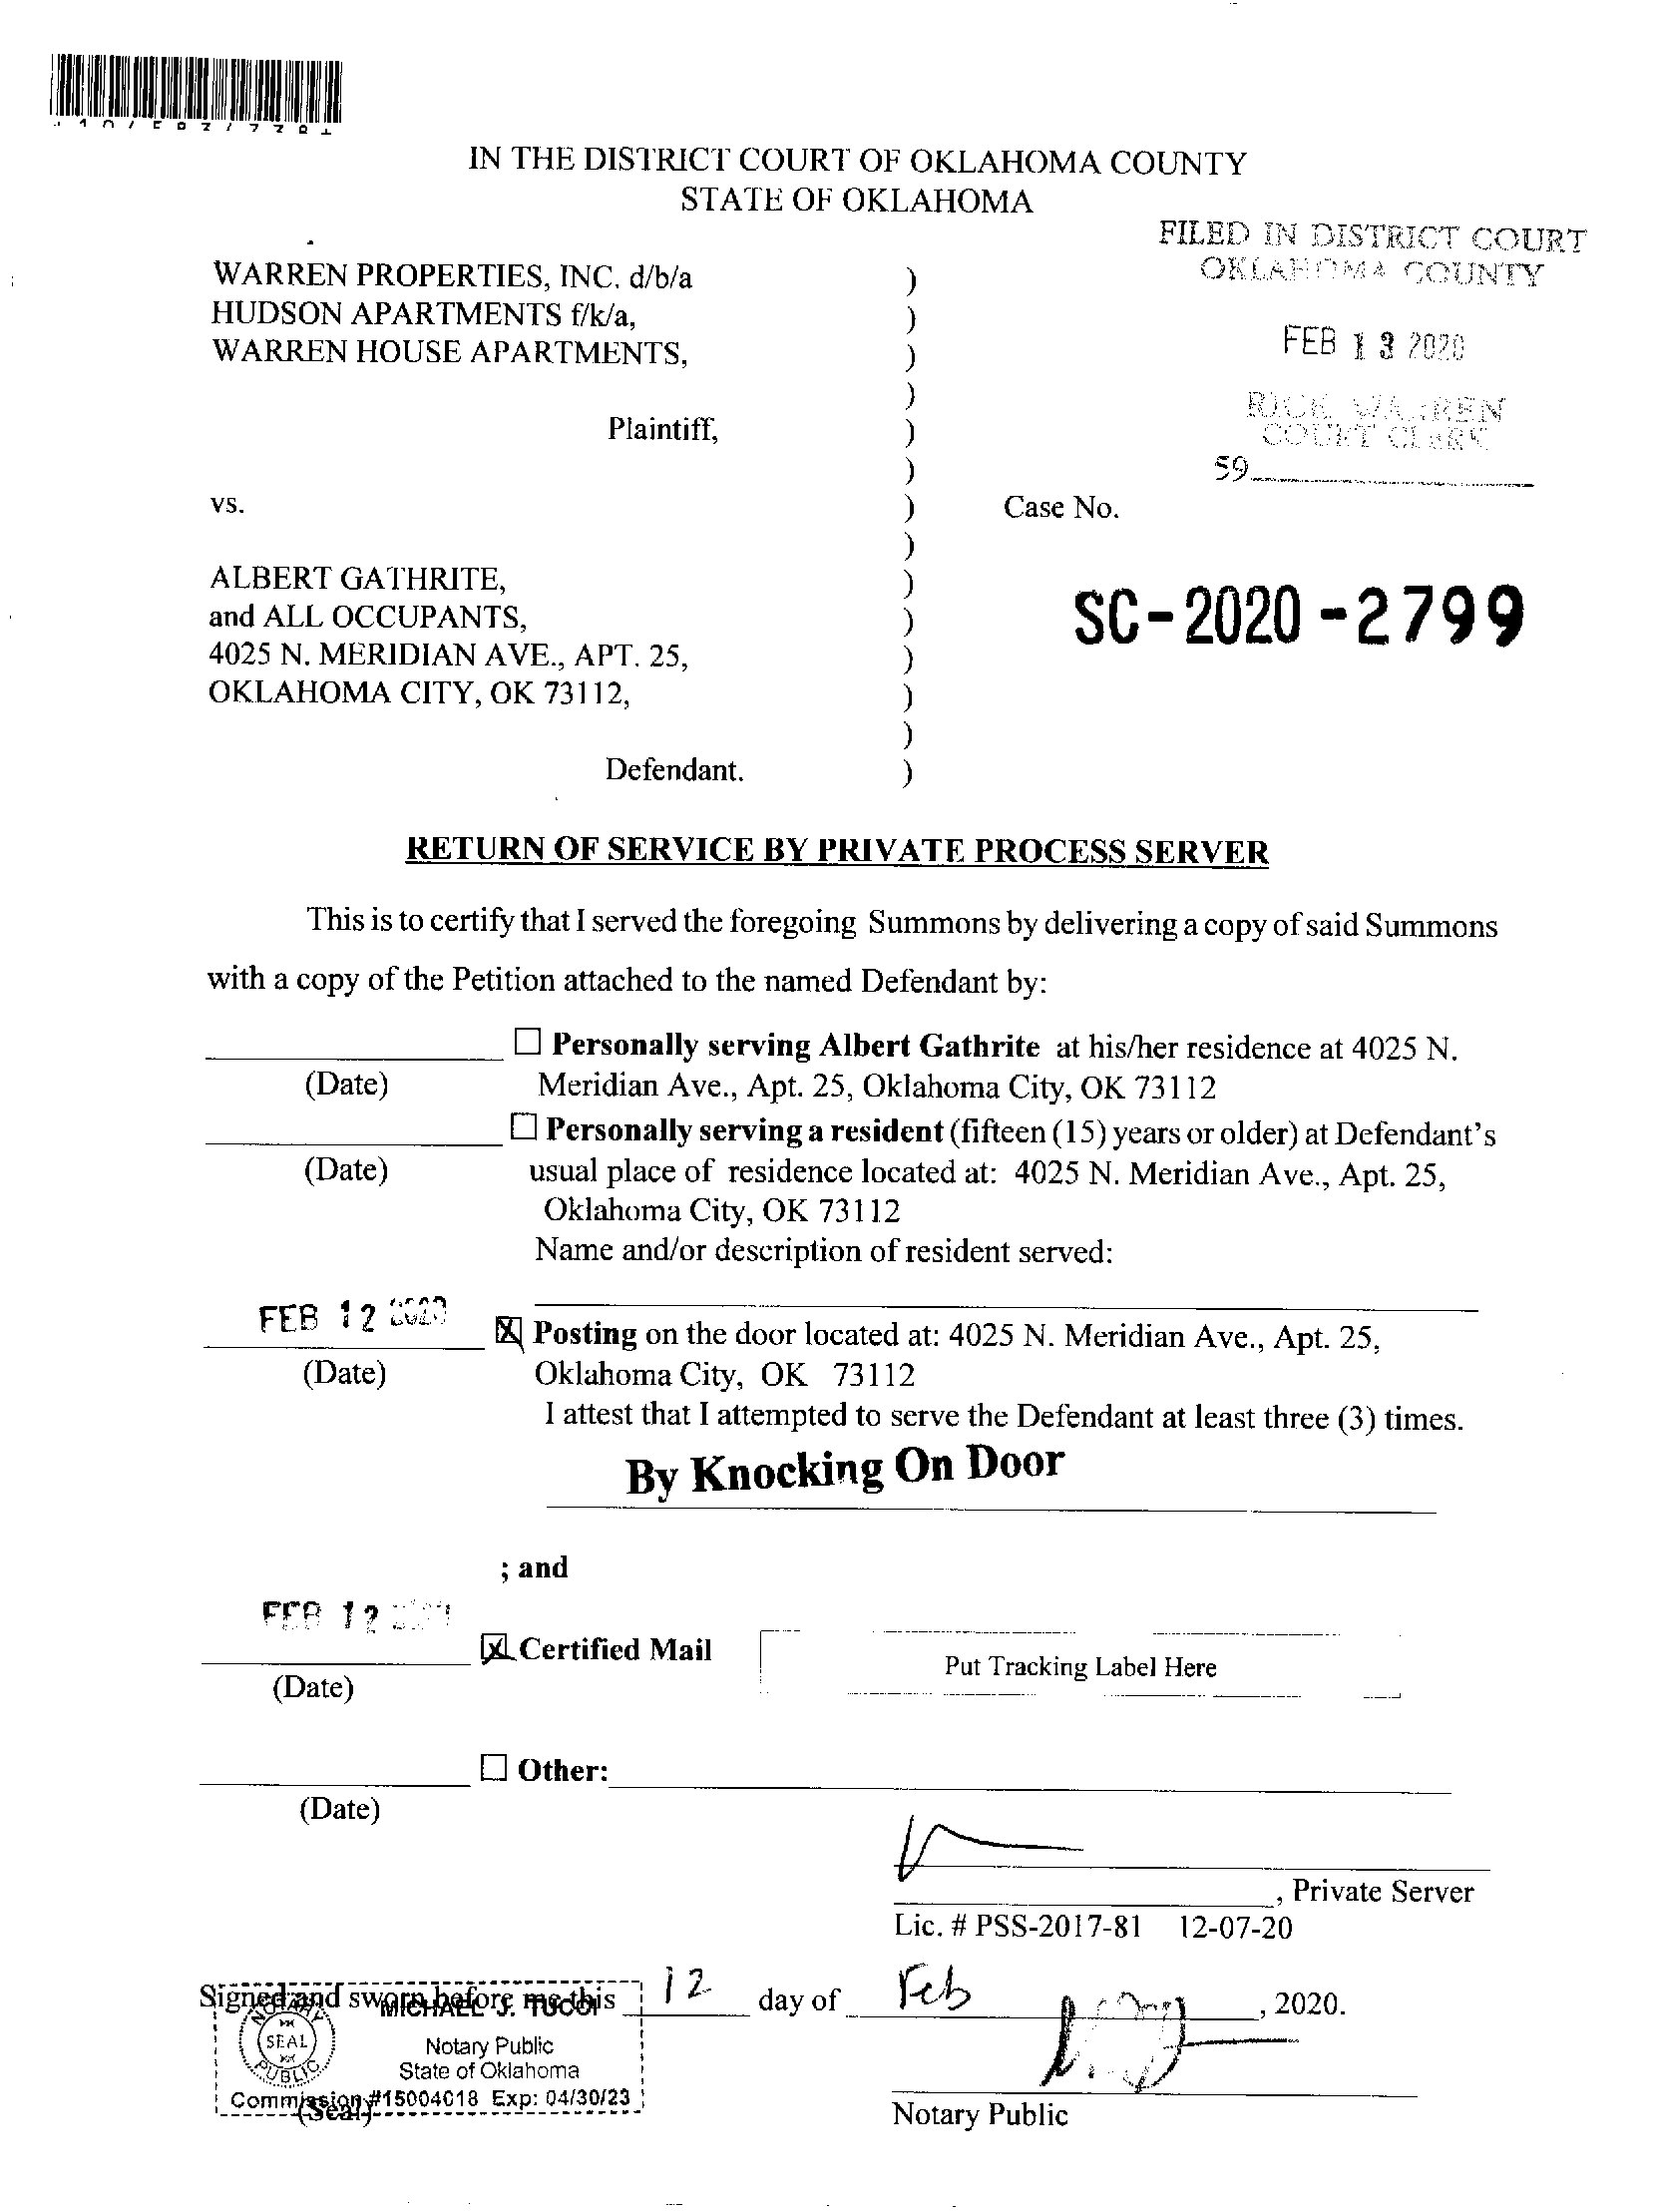 IN THE DISTRICT COURT OF OKLAHOMA COUNTY
STATE OF OKLAHOMA
FILED IN DISTRICT COURT
OKLAHOMA COUNTY
FEB 13 2020
RICK WARREN
COURT CLERK
59
WARREN PROPERTIES, INC. d/b/a
HUDSON APARTMENTS f/k/a,
WARREN HOUSE APARTMENTS,
Plaintiff,
vs.
Case No.
SC-2020-2799
ALBERT GATHRITE,
and ALL OCCUPANTS,
4025 N. MERIDIAN AVE., APT. 25,
OKLAHOMA CITY, OK 73112,
Defendant.
RETURN OF SERVICE BY PRIVATE PROCESS SERVER
This is to certify that I served the foregoing Summons by delivering a copy of said Summons
with a copy of the Petition attached to the named Defendant by:
☐ Personally serving Albert Gathrite at his/her residence at 4025 N.
(Date) Meridian Ave., Apt. 25, Oklahoma City, OK 73112
☐ Personally serving a resident (fifteen (15) years or older) at Defendant's
(Date) usual place of residence located at: 4025 N. Meridian Ave., Apt. 25,
Oklahoma City, OK 73112
Name and/or description of resident served:
FEB 12 2020
☒ Posting on the door located at: 4025 N. Meridian Ave., Apt. 25,
(Date) Oklahoma City, OK 73112
I attest that I attempted to serve the Defendant at least three (3) times.
By Knocking On Door
; and
FEB 12 2020
☒ Certified Mail
Put Tracking Label Here
(Date)
☐ Other:
(Date)
, Private Server
Lic. # PSS-2017-81 12-07-20
Signed and sworn before me this 12 day of Feb, 2020.
MICHAEL J. TUCCI
NOTARY
SEAL
PUBLIC
Notary Public
State of Oklahoma
Commission #15004018 Exp: 04/30/23
(Seal)
Notary Public